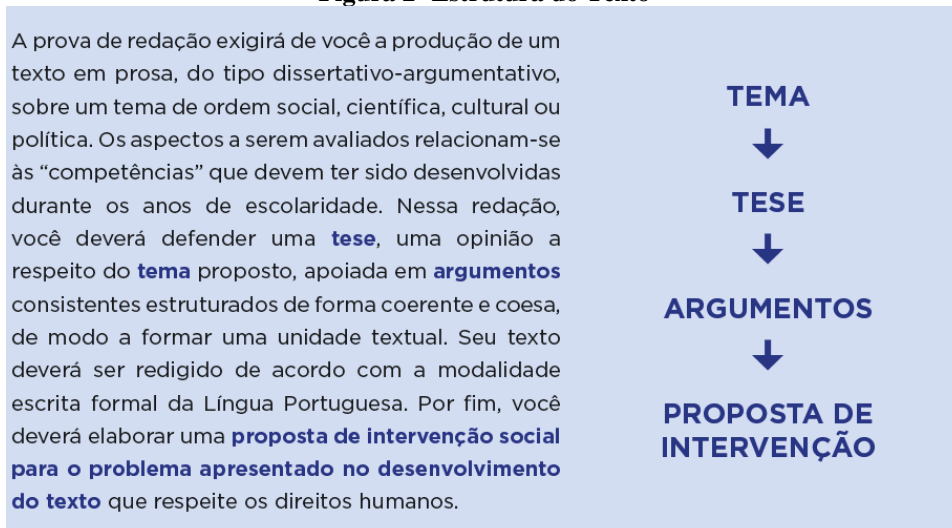 Figura 2- Estrutura do Texto
A prova de redação exigirá de você a produção de um
texto em prosa, do tipo dissertativo-argumentativo,
sobre um tema de ordem social, científica, cultural ou
política. Os aspectos a serem avaliados relacionam-se
às “competências” que devem ter sido desenvolvidas
durante os anos de escolaridade. Nessa redação,
você deverá defender uma tese, uma opinião a
respeito do tema proposto, apoiada em argumentos
consistentes estruturados de forma coerente e coesa,
de modo a formar uma unidade textual. Seu texto
deverá ser redigido de acordo com a modalidade
escrita formal da Língua Portuguesa. Por fim, você
deverá elaborar uma proposta de intervenção social
para o problema apresentado no desenvolvimento
do texto que respeite os direitos humanos.
TEMA
TESE
ARGUMENTOS
PROPOSTA DE
INTERVENÇÃO